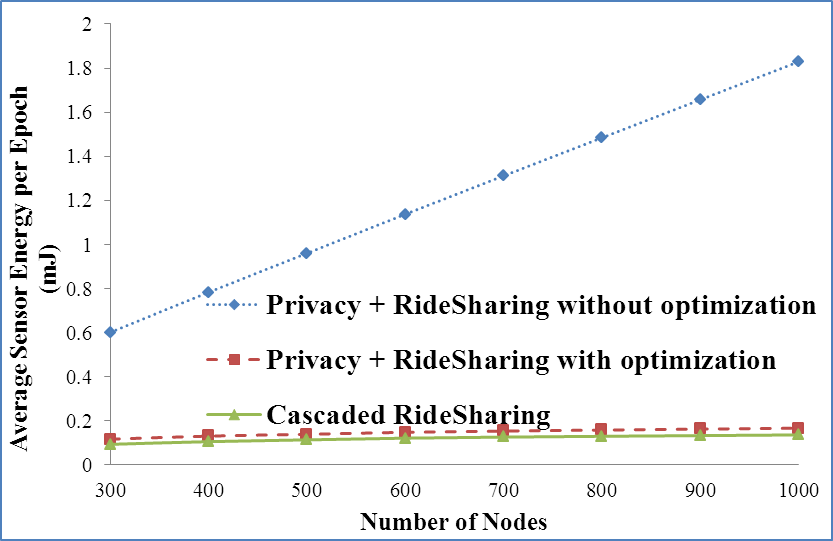 2
1.8
1.6
1.4
1.2
1
0.8
0.6
0.4
0.2
0
Average Sensor Energy per Epoch
(mJ)
Privacy + RideSharing without optimization
Privacy + RideSharing with optimization
Cascaded RideSharing
300 400 500 600 700 800 900 1000
Number of Nodes